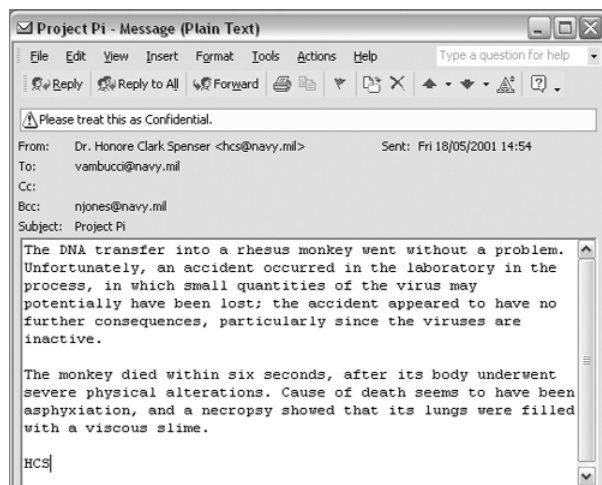 Project Pi - Message (Plain Text)
File Edit View Insert Format Tools Actions Help Type a question for help
Reply Reply to All Forward
Please treat this as Confidential.
From: Dr. Honore Clark Spenser <hcs@navy.mil> Sent: Fri 18/05/2001 14:54
To: vambucci@navy.mil
Cc:
Bcc: njones@navy.mil
Subject: Project Pi
The DNA transfer into a rhesus monkey went without a problem.
Unfortunately, an accident occurred in the laboratory in the
process, in which small quantities of the virus may
potentially have been lost; the accident appeared to have no
further consequences, particularly since the viruses are
inactive.
The monkey died within six seconds, after its body underwent
severe physical alterations. Cause of death seems to have been
asphyxiation, and a necropsy showed that its lungs were filled
with a viscous slime.
HCS